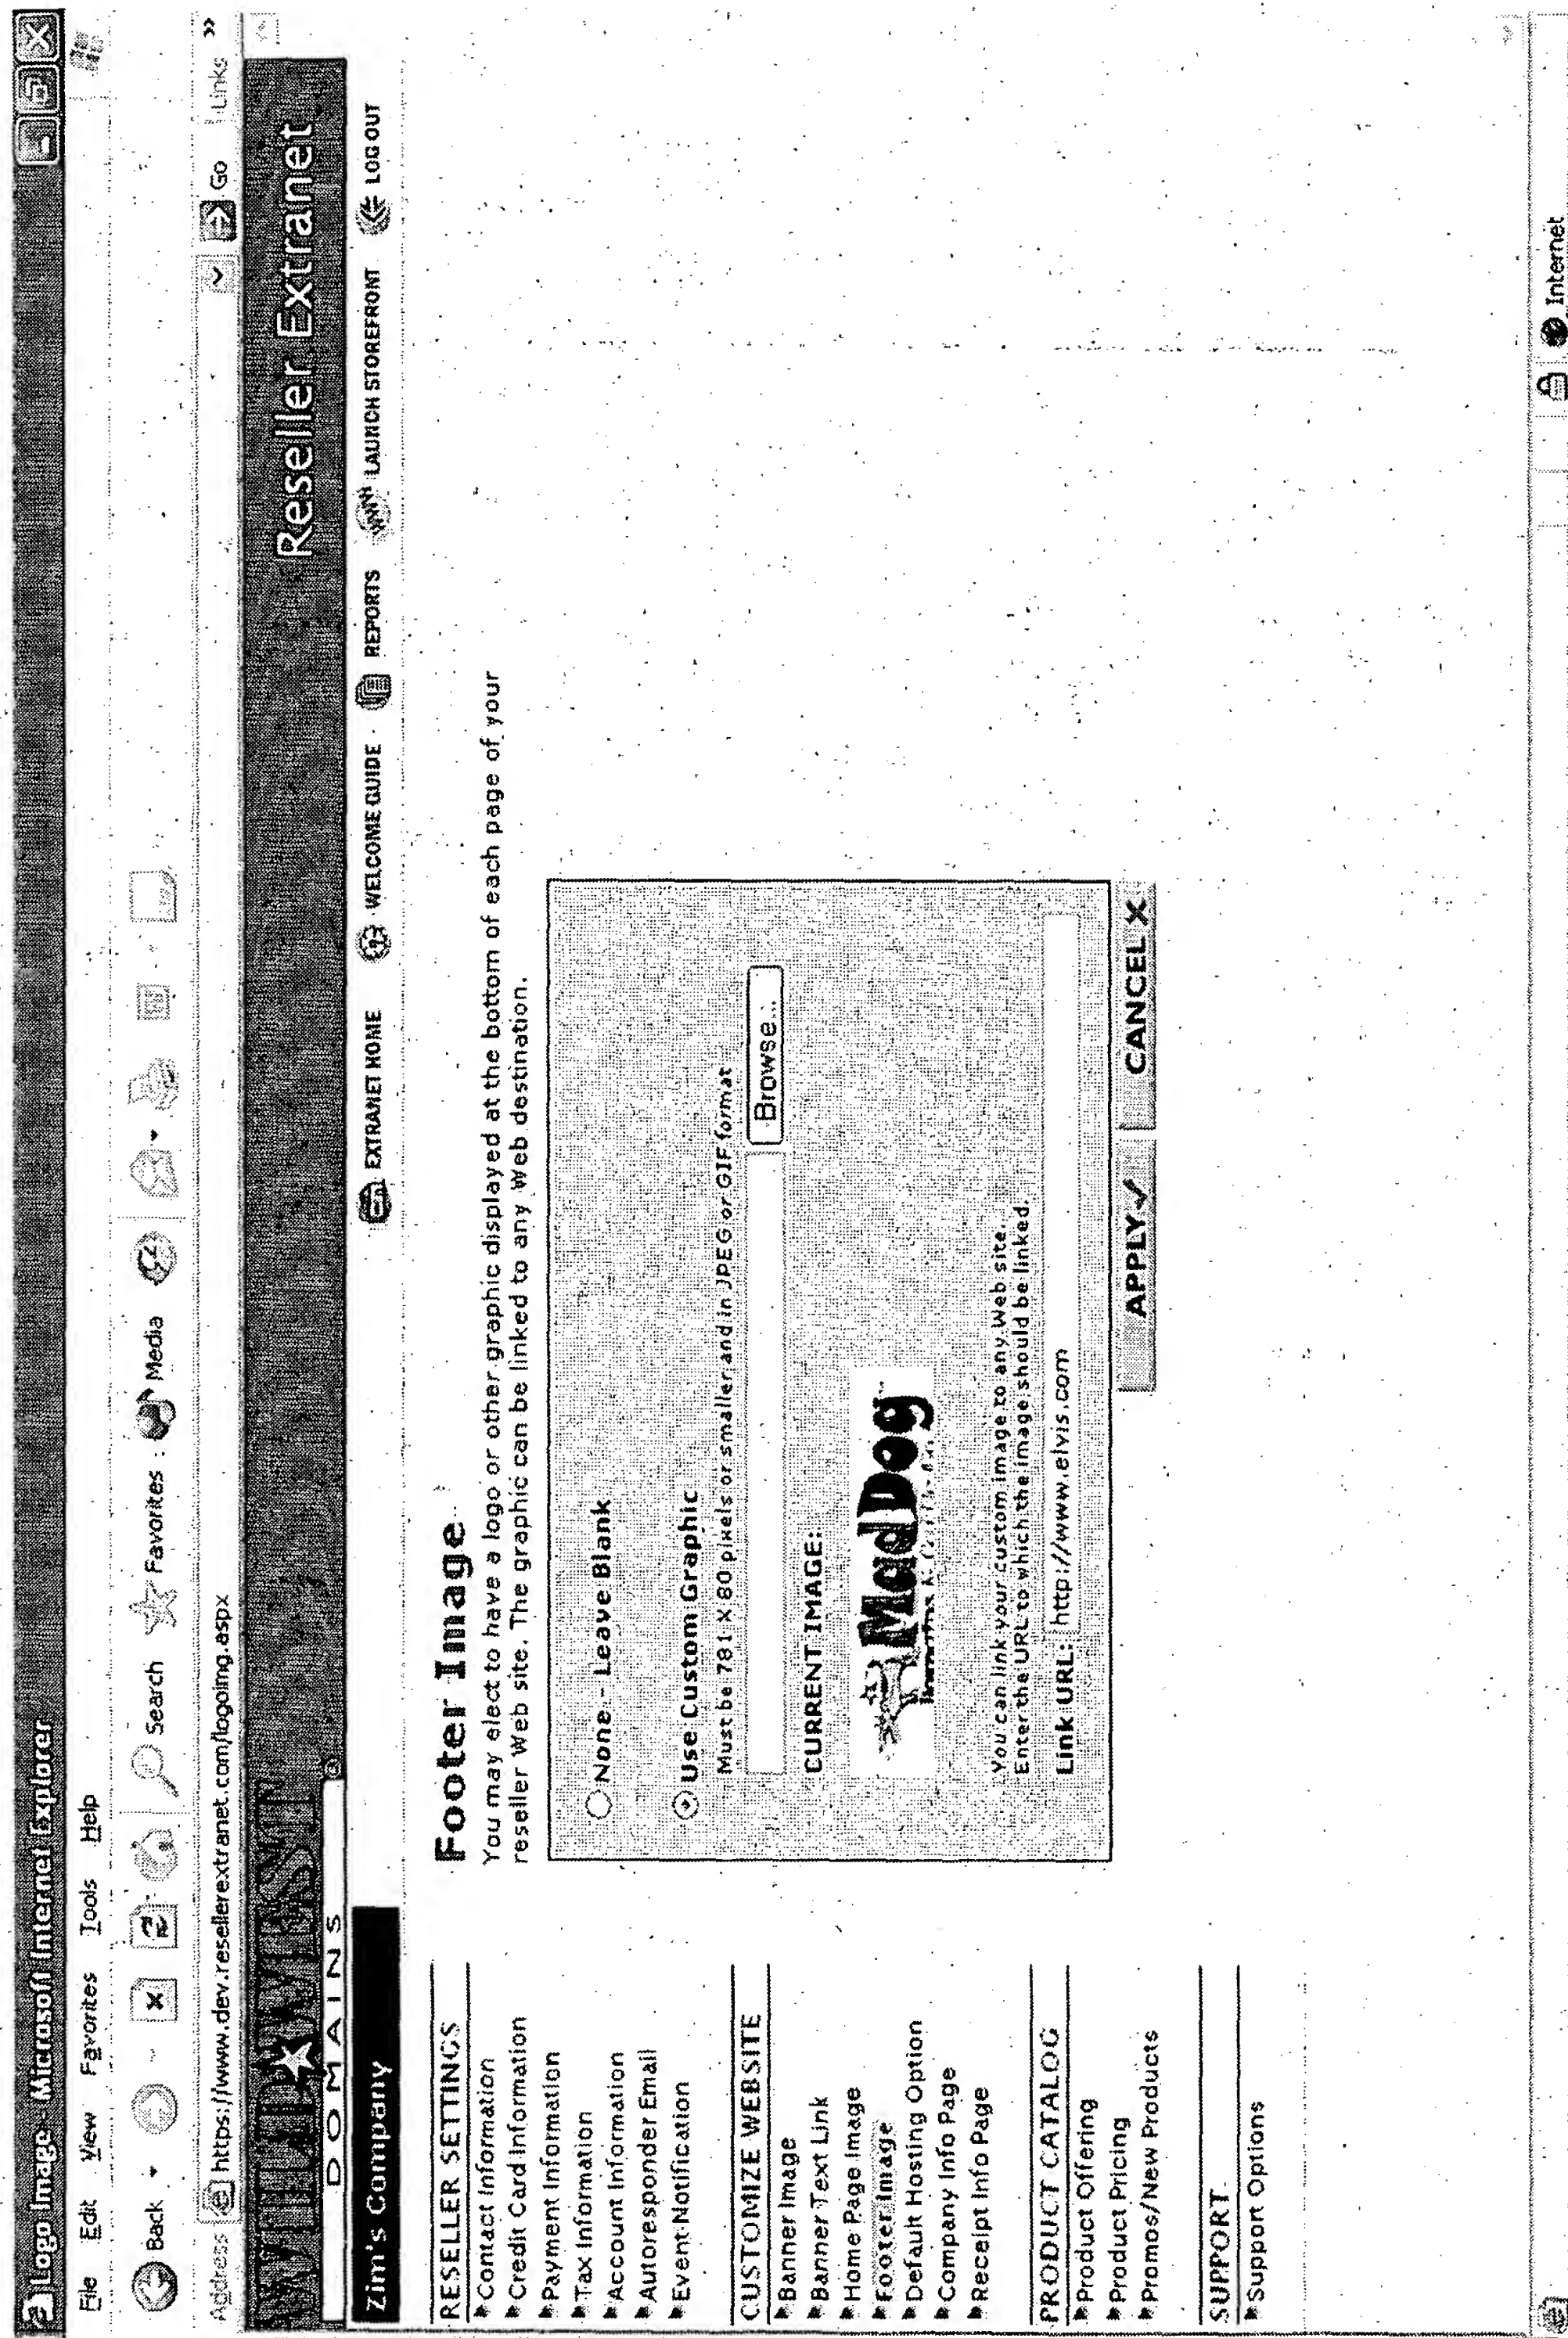 Logo Image - Microsoft Internet Explorer
File Edit View Favorites Tools Help
Back Search Favorites Media
Address https://www.dev.resellerextranet.com/logoing.aspx Go Links »
WILD WEST
DOMAINS
Reseller Extranet
Zim's Company
EXTRANET HOME WELCOME GUIDE REPORTS WWW LAUNCH STOREFRONT LOG OUT
RESELLER SETTINGS
Contact Information
Credit Card Information
Payment Information
Tax Information
Account Information
Autoresponder Email
Event Notification
CUSTOMIZE WEBSITE
Banner Image
Banner Text Link
Home Page Image
Footer Image
Default Hosting Option
Company Info Page
Receipt Info Page
PRODUCT CATALOG
Product Offering
Product Pricing
Promos/New Products
SUPPORT
Support Options
Footer Image
You may elect to have a logo or other graphic displayed at the bottom of each page of your
reseller Web site. The graphic can be linked to any Web destination.
None - Leave Blank
Use Custom Graphic
Must be 781 X 80 pixels or smaller and in JPEG or GIF format
Browse...
CURRENT IMAGE:
MadDog
You can link your custom image to any Web site.
Enter the URL to which the image should be linked.
Link URL: http://www.elvis.com
APPLY CANCEL X
Internet